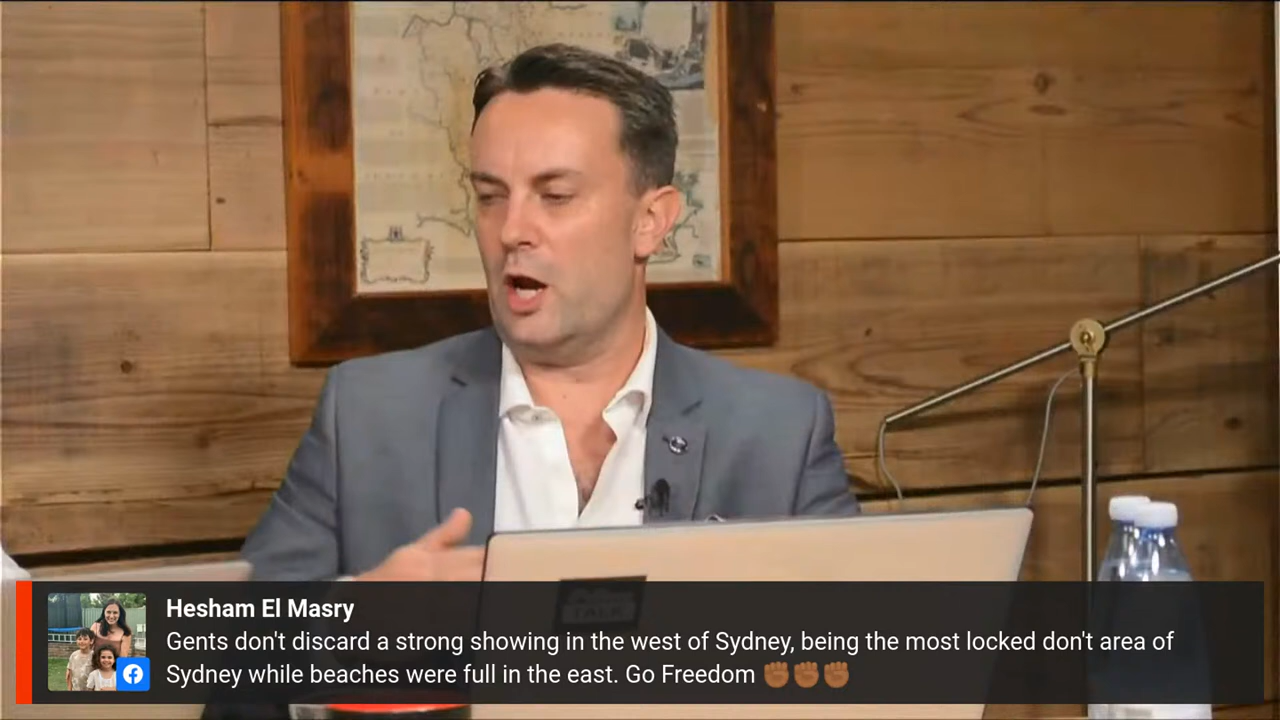 TALK
Hesham El Masry
Gents don't discard a strong showing in the west of Sydney, being the most locked don't area of
Sydney while beaches were full in the east. Go Freedom ✊🏾✊🏾✊🏾